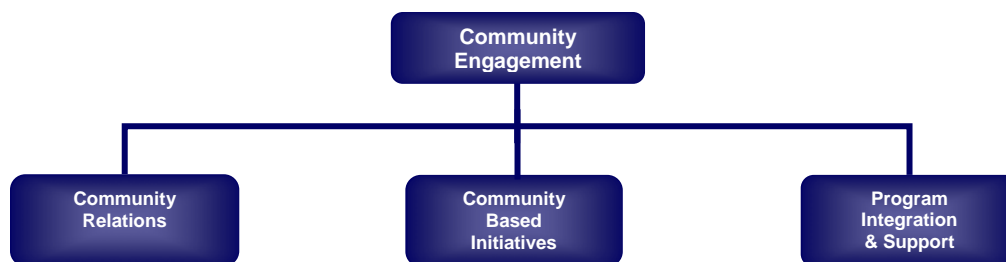 Community
Engagement
Community
Relations
Community
Based
Initiatives
Program
Integration
& Support